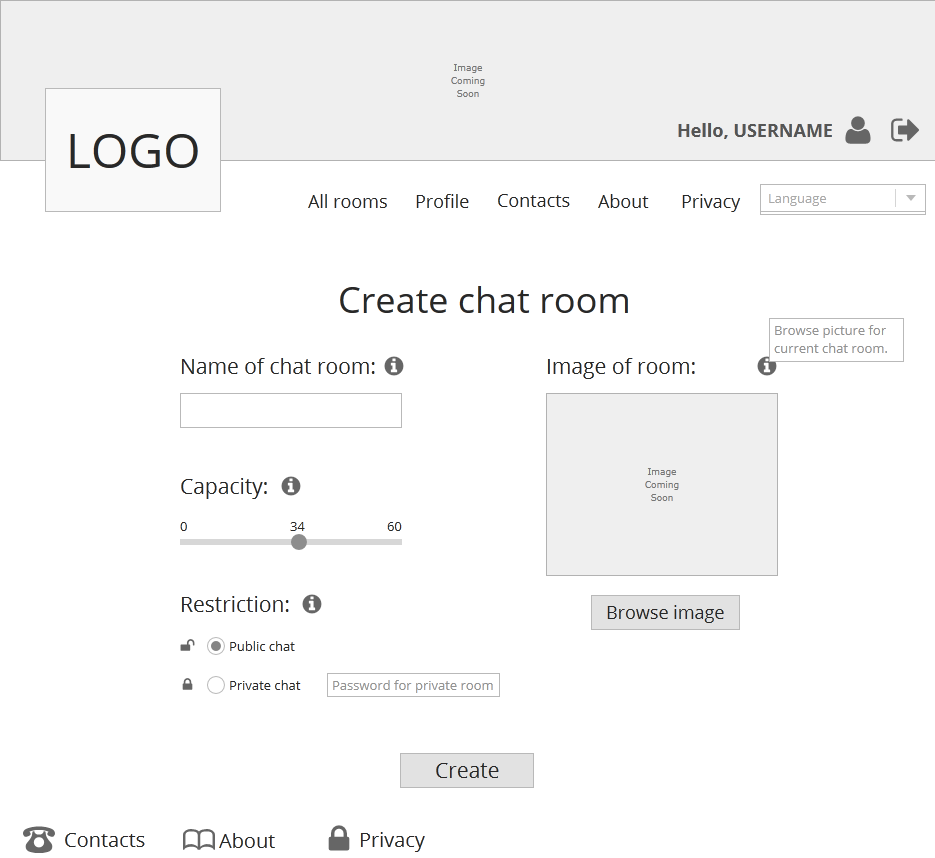 Image
Coming
Soon
Hello, USERNAME
LOGO
All rooms Profile Contacts About Privacy Language
Create chat room
Browse picture for
current chat room.
Name of chat room:
Image of room:
Image
Coming
Soon
Capacity:
0 34 60
Restriction:
Public chat
Private chat Password for private room
Browse image
Create
Contacts About Privacy